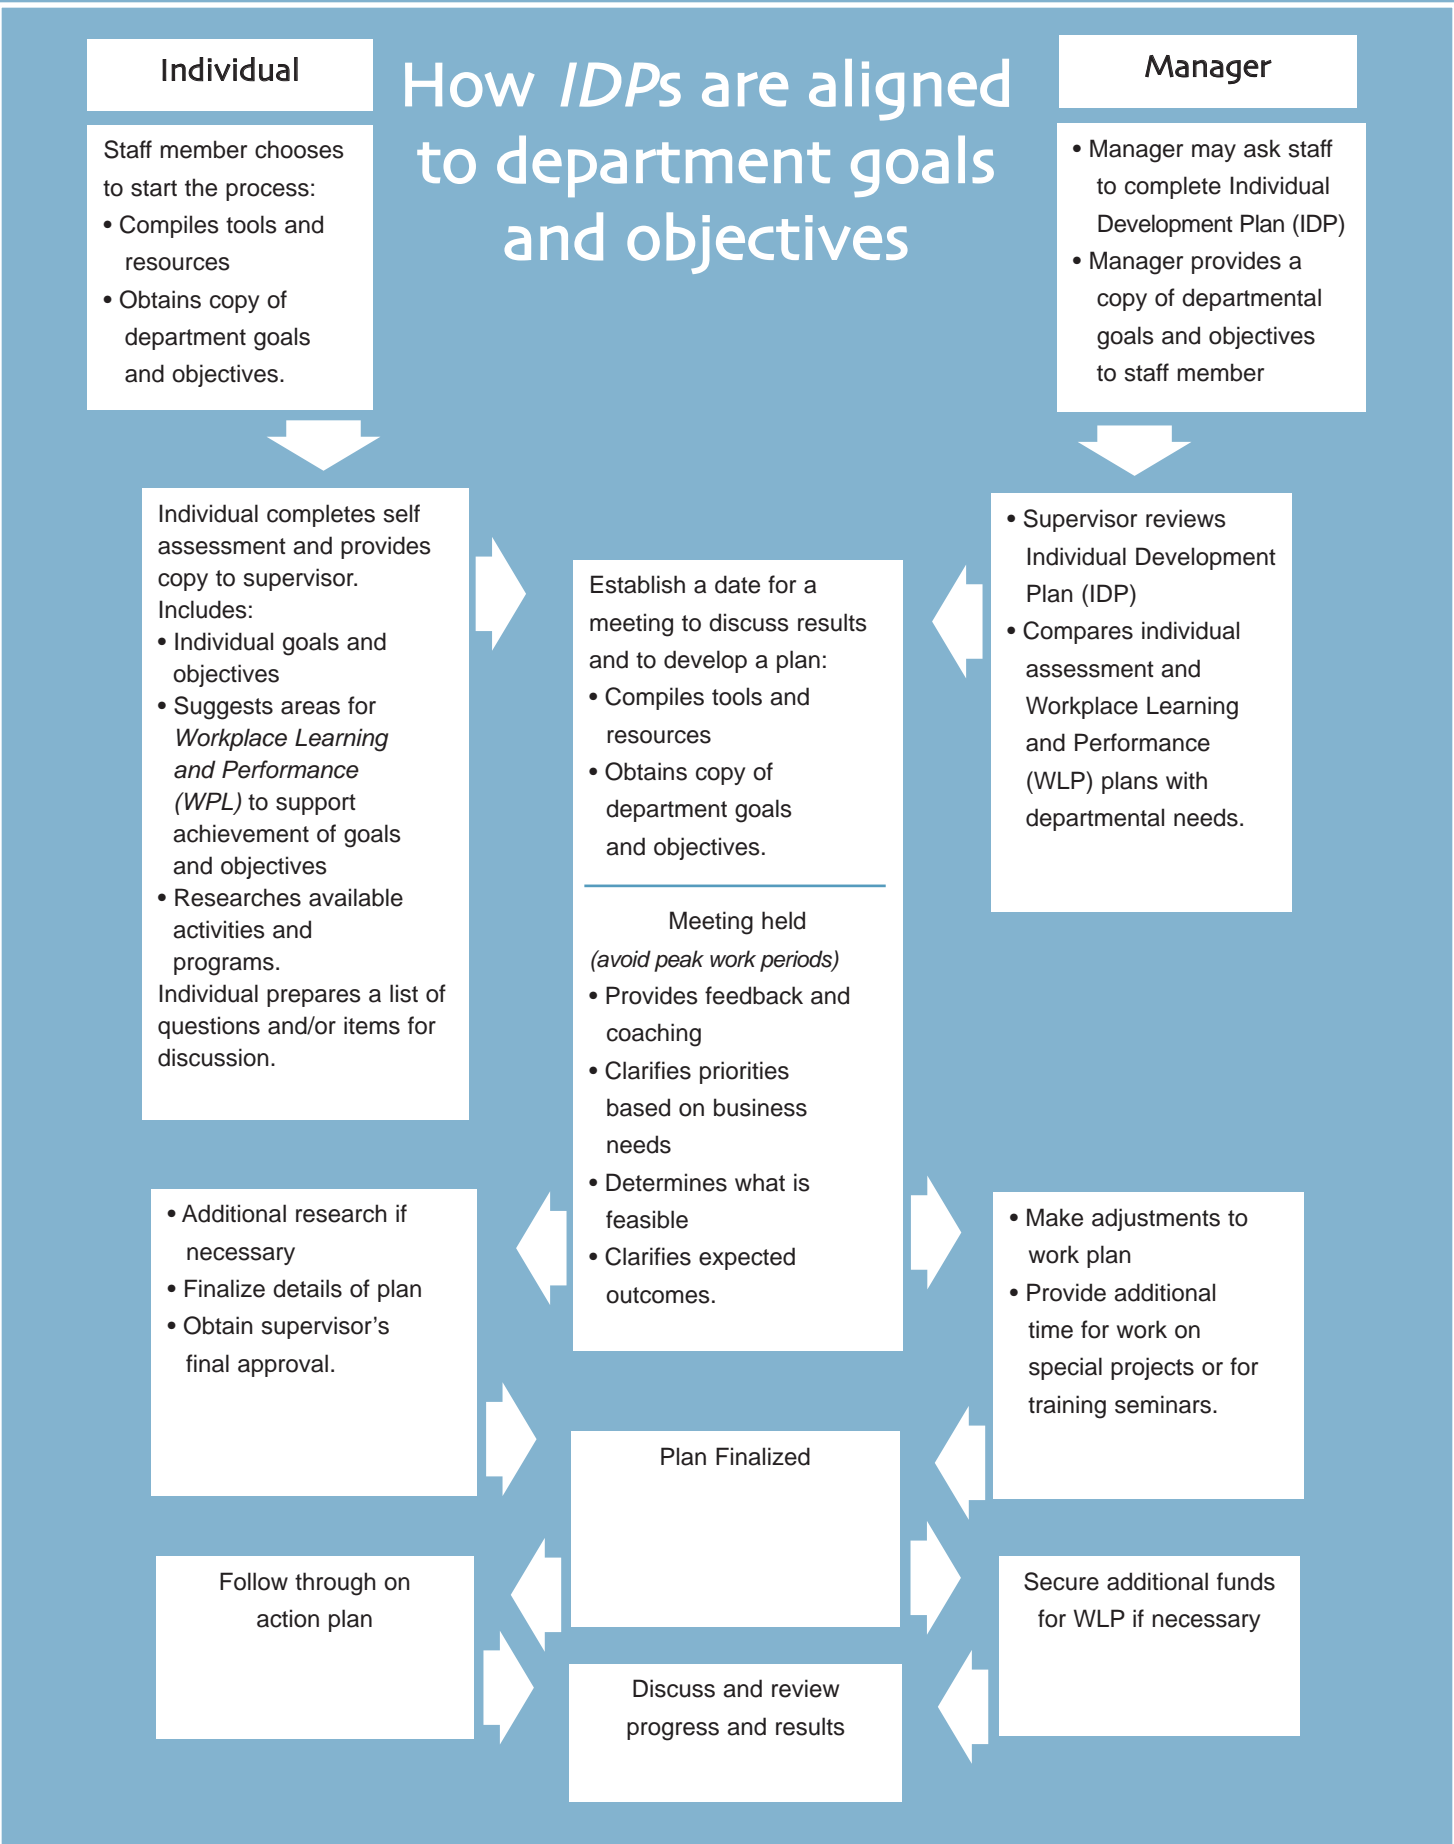 Individual
How IDPs are aligned
to department goals
and objectives
Manager
Staff member chooses
to start the process:
• Compiles tools and
resources
• Obtains copy of
department goals
and objectives.
• Manager may ask staff
to complete Individual
Development Plan (IDP)
• Manager provides a
copy of departmental
goals and objectives
to staff member
Individual completes self
assessment and provides
copy to supervisor.
Includes:
• Individual goals and
objectives
• Suggests areas for
Workplace Learning
and Performance
(WPL) to support
achievement of goals
and objectives
• Researches available
activities and
programs.
Individual prepares a list of
questions and/or items for
discussion.
Establish a date for a
meeting to discuss results
and to develop a plan:
• Compiles tools and
resources
• Obtains copy of
department goals
and objectives.
Meeting held
(avoid peak work periods)
• Provides feedback and
coaching
• Clarifies priorities
based on business
needs
• Determines what is
feasible
• Clarifies expected
outcomes.
• Supervisor reviews
Individual Development
Plan (IDP)
• Compares individual
assessment and
Workplace Learning
and Performance
(WLP) plans with
departmental needs.
• Additional research if
necessary
• Finalize details of plan
• Obtain supervisor’s
final approval.
• Make adjustments to
work plan
• Provide additional
time for work on
special projects or for
training seminars.
Plan Finalized
Follow through on
action plan
Secure additional funds
for WLP if necessary
Discuss and review
progress and results